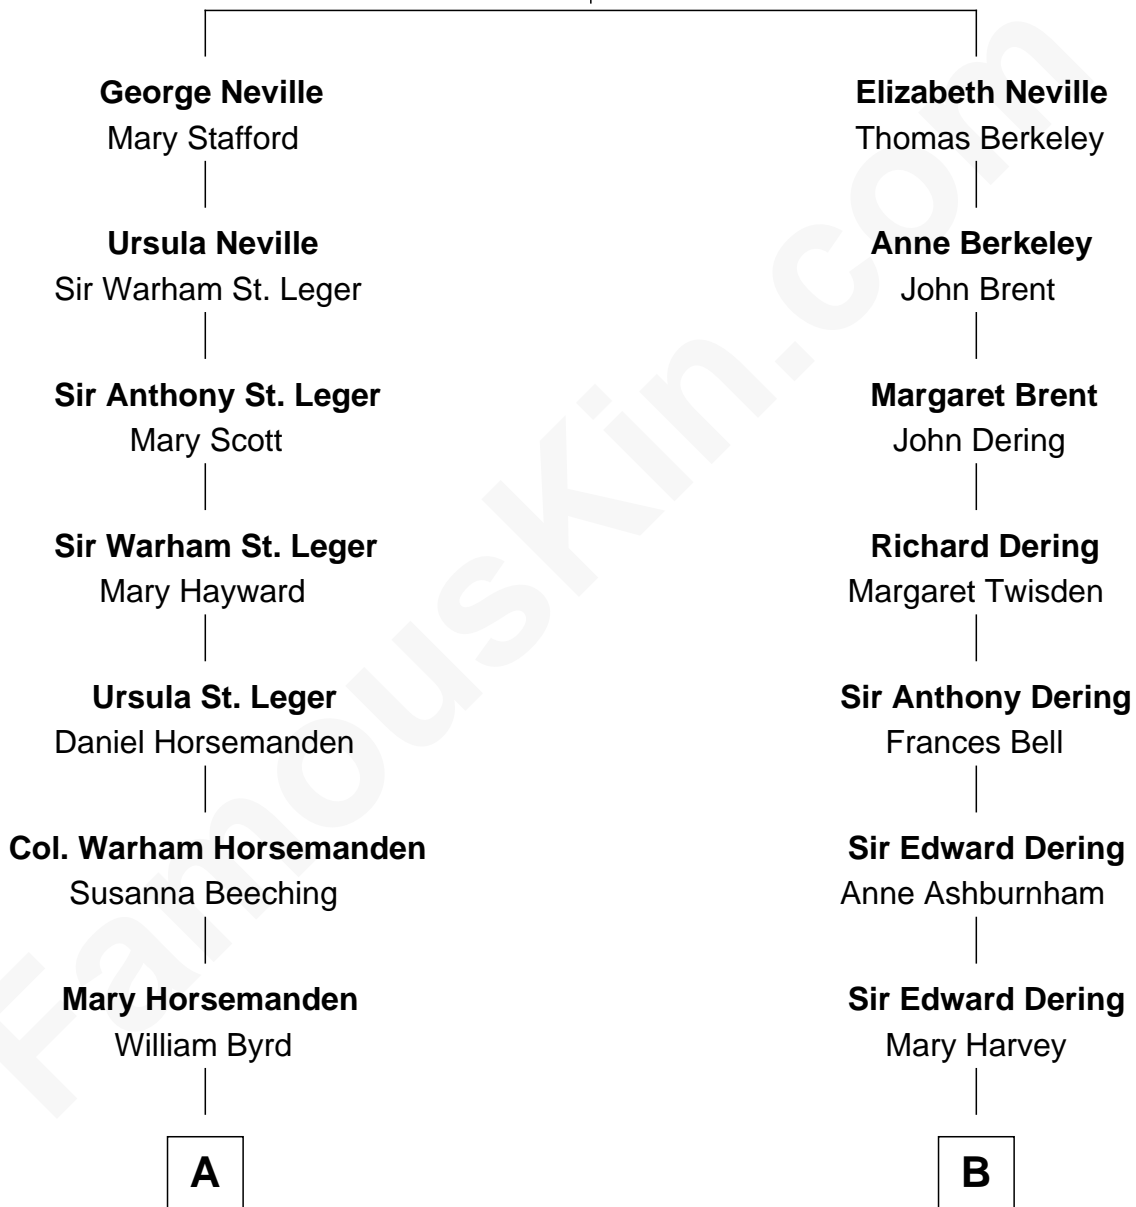 George Neville
Mary Stafford
Ursula Neville
Sir Warham St. Leger
Sir Anthony St. Leger
Mary Scott
Sir Warham St. Leger
Mary Hayward
Ursula St. Leger
Daniel Horsemanden
Col. Warham Horsemanden
Susanna Beeching
Mary Horsemanden
William Byrd
A
Elizabeth Neville
Thomas Berkeley
Anne Berkeley
John Brent
Margaret Brent
John Dering
Richard Dering
Margaret Twisden
Sir Anthony Dering
Frances Bell
Sir Edward Dering
Anne Ashburnham
Sir Edward Dering
Mary Harvey
B
FamousKin.com